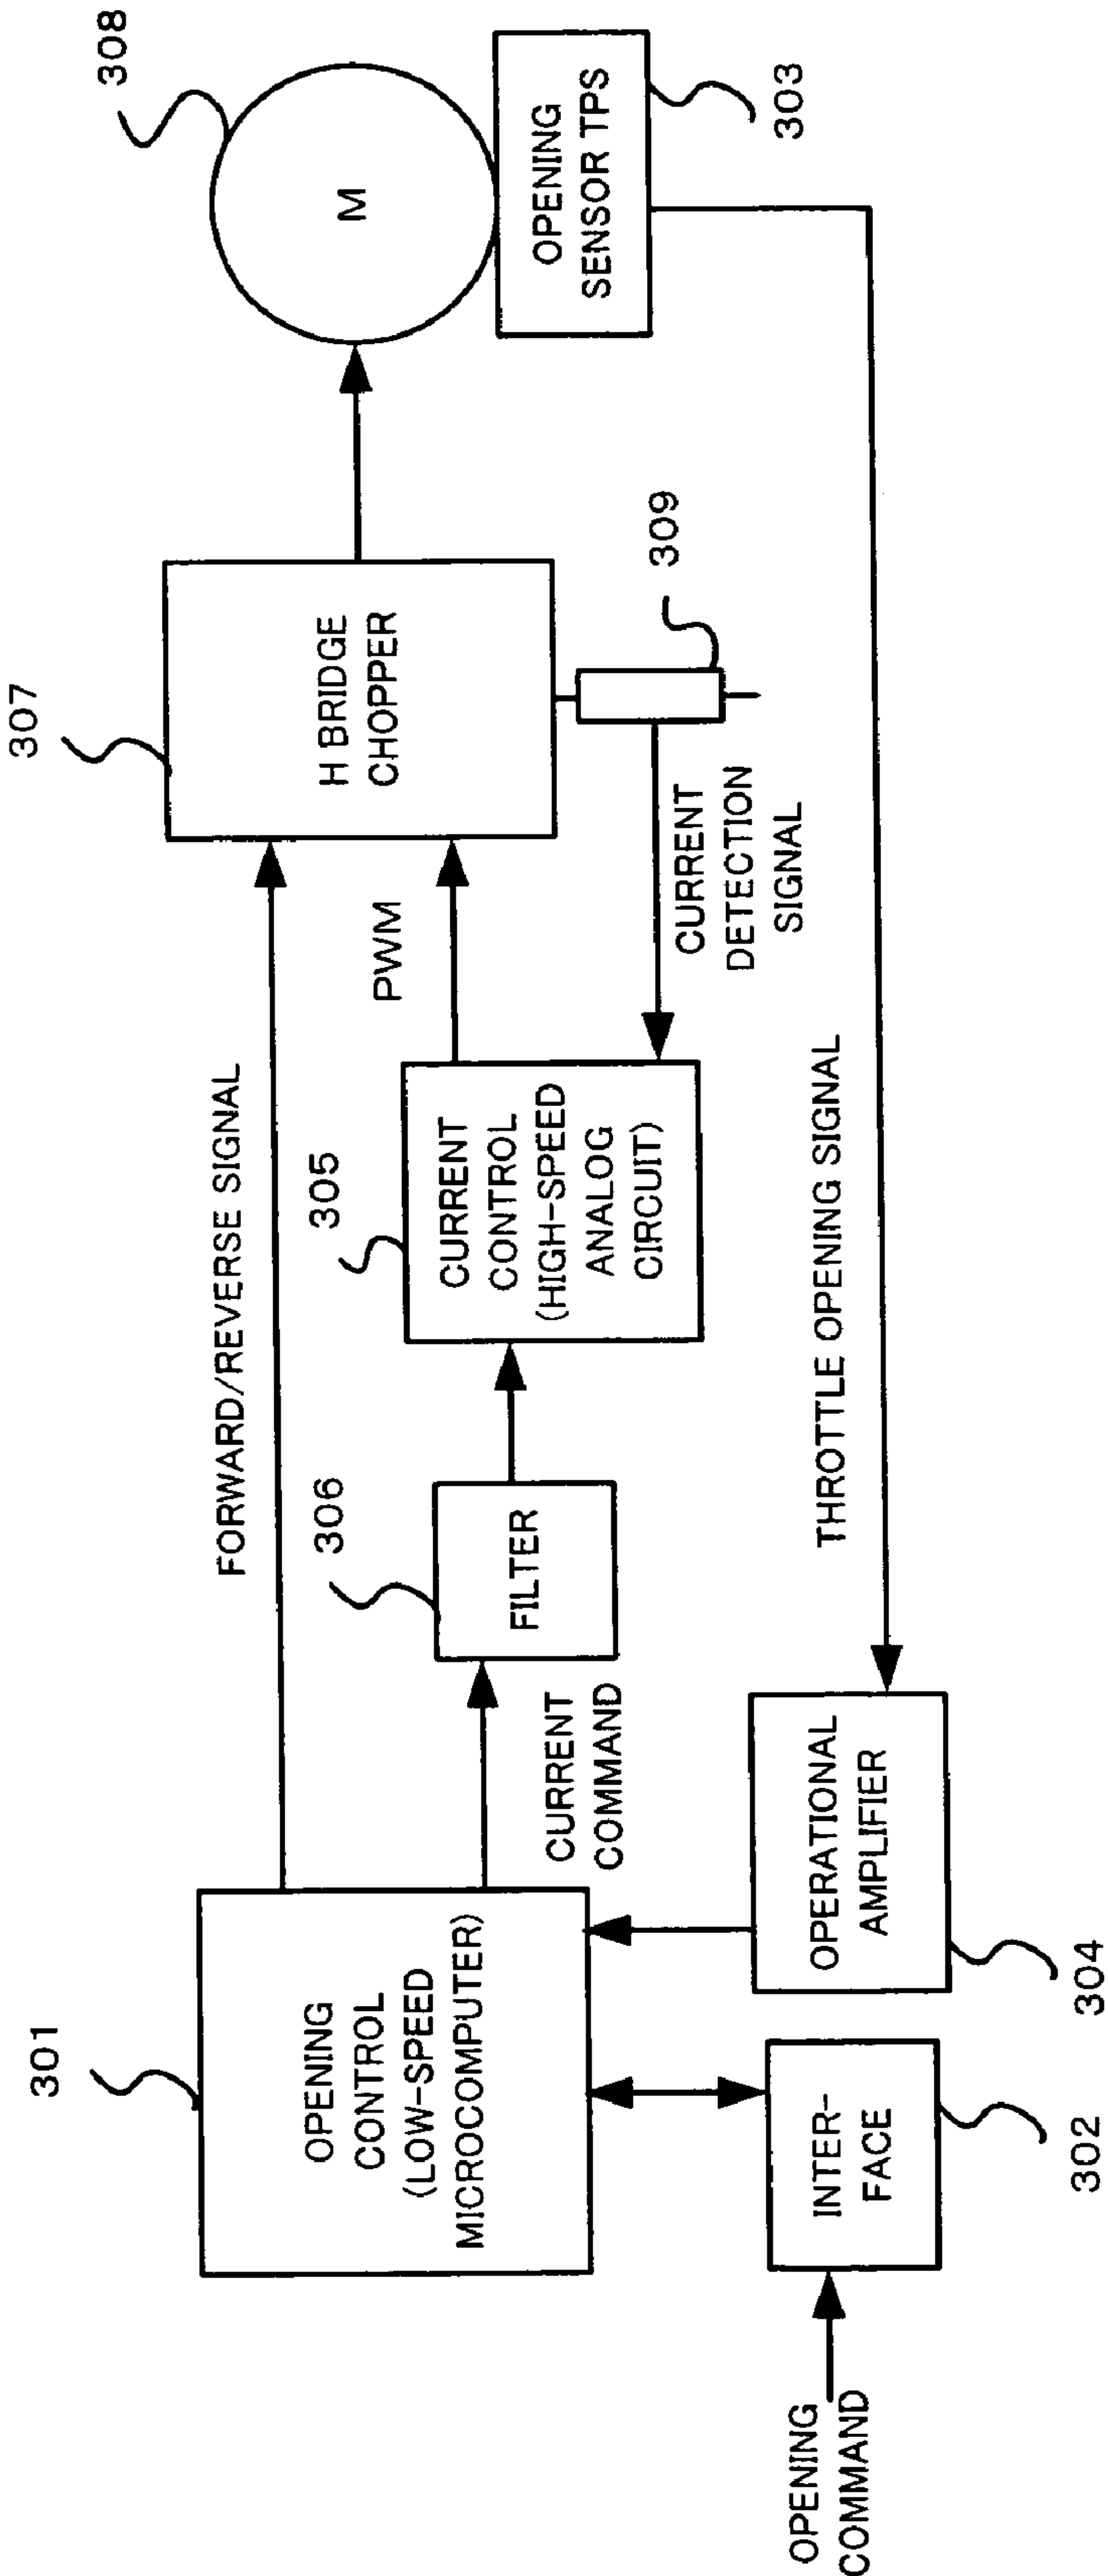 307
308
301
FORWARD/REVERSE SIGNAL
H BRIDGE
CHOPPER
M
OPENING
CONTROL
(LOW-SPEED
MICROCOMPUTER)
306
305
PWM
CURRENT
CONTROL
(HIGH-SPEED
ANALOG
CIRCUIT)
FILTER
CURRENT
COMMAND
309
CURRENT
DETECTION
SIGNAL
OPENING
SENSOR TPS
303
THROTTLE OPENING SIGNAL
OPERATIONAL
AMPLIFIER
304
INTER-
FACE
302
OPENING
COMMAND